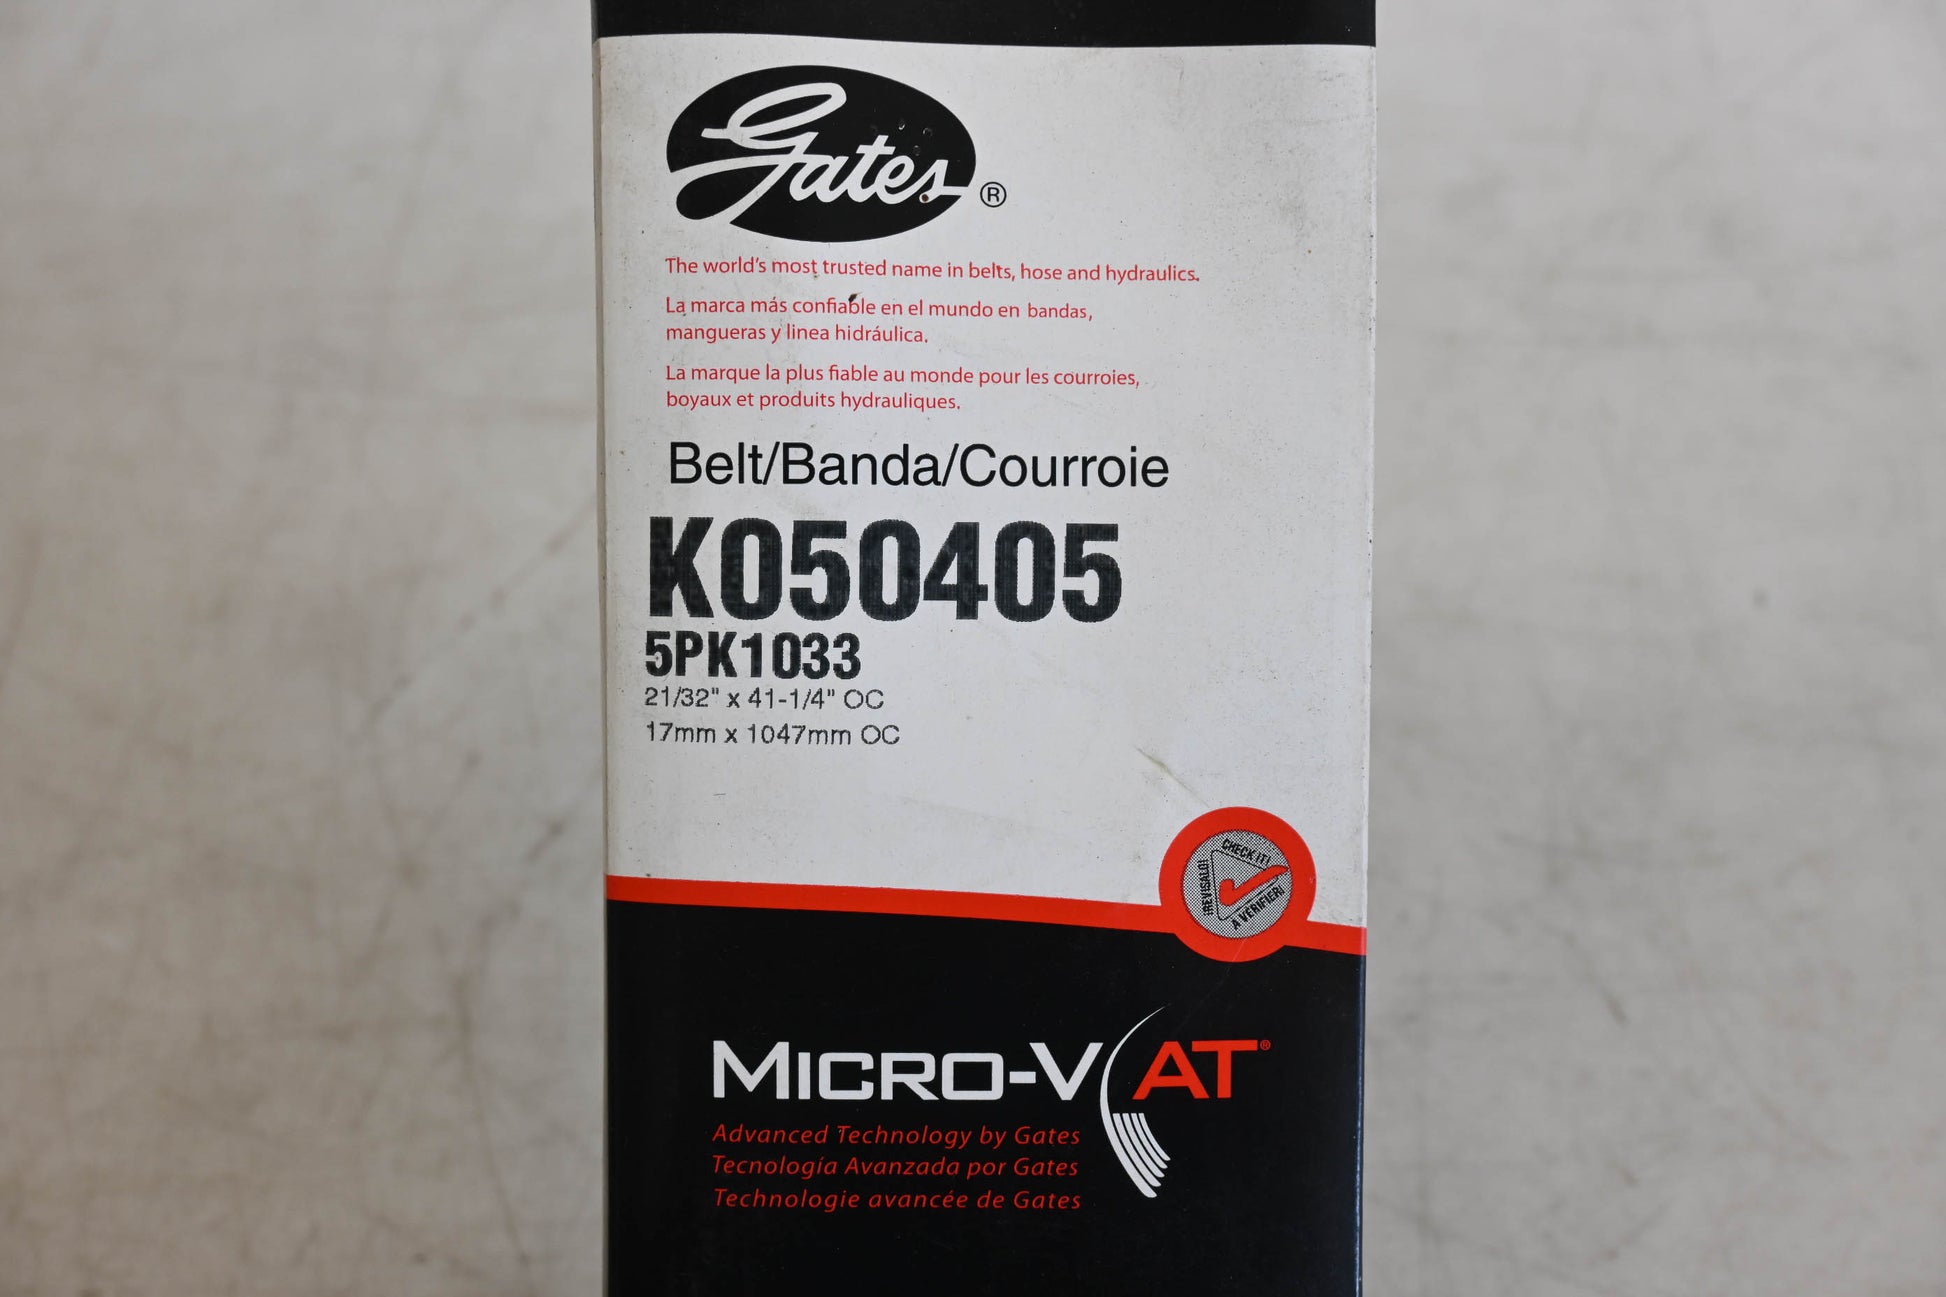 Gates ®
The world's most trusted name in belts, hose and hydraulics.
La marca más confiable en el mundo en bandas,
mangueras y linea hidráulica.
La marque la plus fiable au monde pour les courroies,
boyaux et produits hydrauliques.
Belt/Banda/Courroie
K050405
5PK1033
21/32" x 41-1/4" OC
17mm x 1047mm OC
CHECK IT!
¡REVISALO!
A VÉRIFIER!
MICRO-V AT®
Advanced Technology by Gates
Tecnología Avanzada por Gates
Technologie avancée de Gates